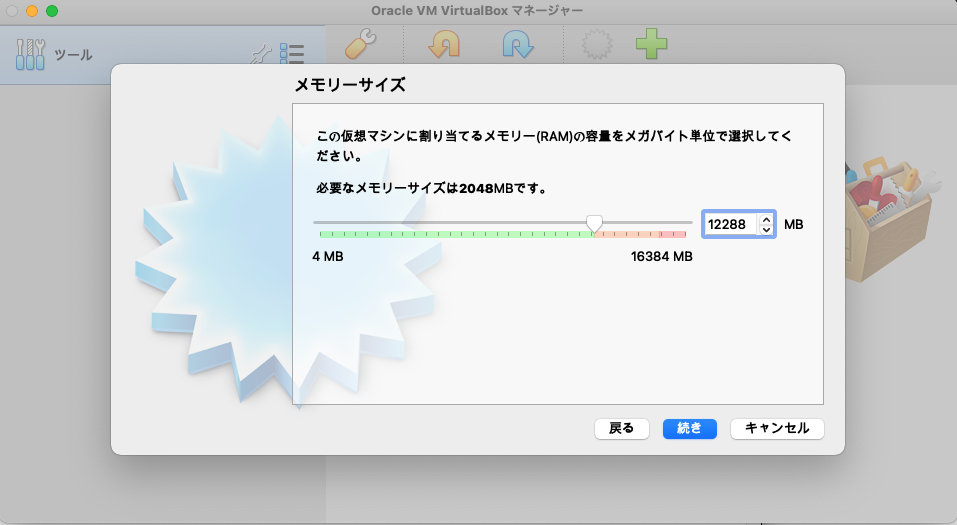 Oracle VM VirtualBox マネージャー
ツール
メモリーサイズ
この仮想マシンに割り当てるメモリー(RAM)の容量をメガバイト単位で選択してく
ださい。
必要なメモリーサイズは2048MBです。
12288 MB
4 MB 16384 MB
戻る 続き キャンセル